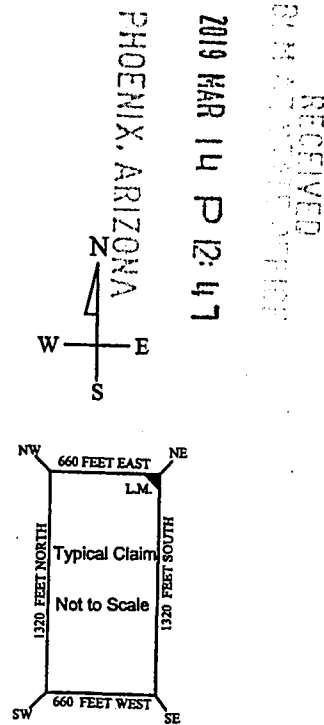 RECEIVED
2019 MAR 14 P 12:47
PHOENIX, ARIZONA
N
W E
S
NW 660 FEET EAST NE
L.M.
1320 FEET NORTH
Typical Claim
Not to Scale
1320 FEET SOUTH
SW 660 FEET WEST SE